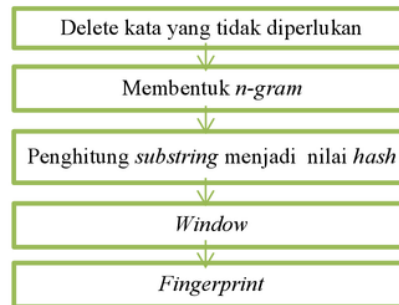 Delete kata yang tidak diperlukan
Membentuk n-gram
Penghitung substring menjadi nilai hash
Window
Fingerprint